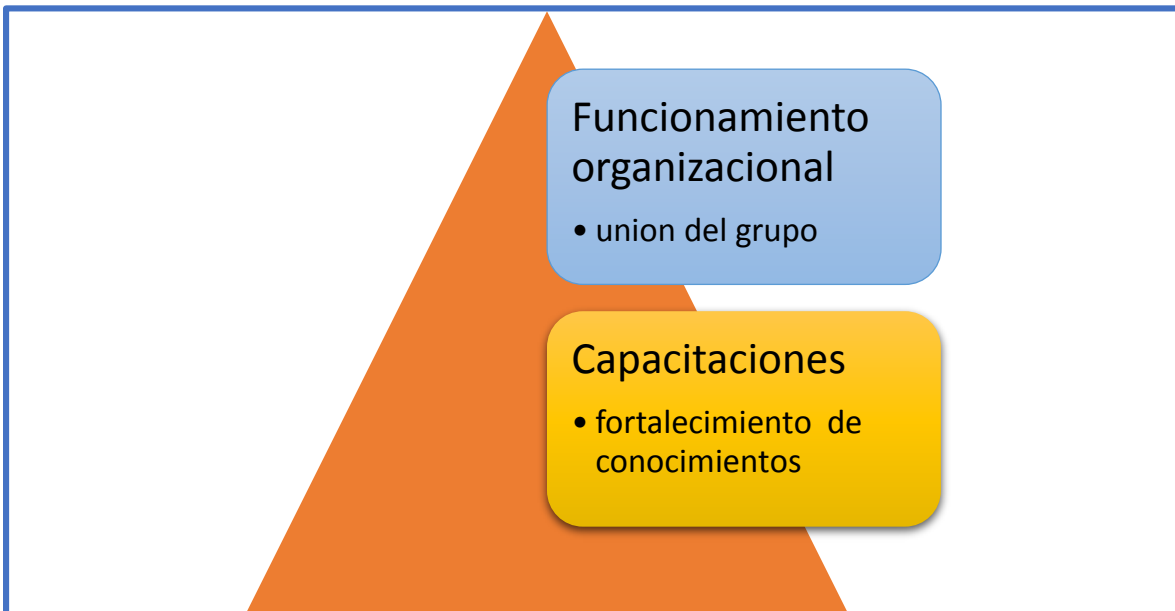 Funcionamiento
organizacional
• union del grupo
Capacitaciones
• fortalecimiento de
conocimientos